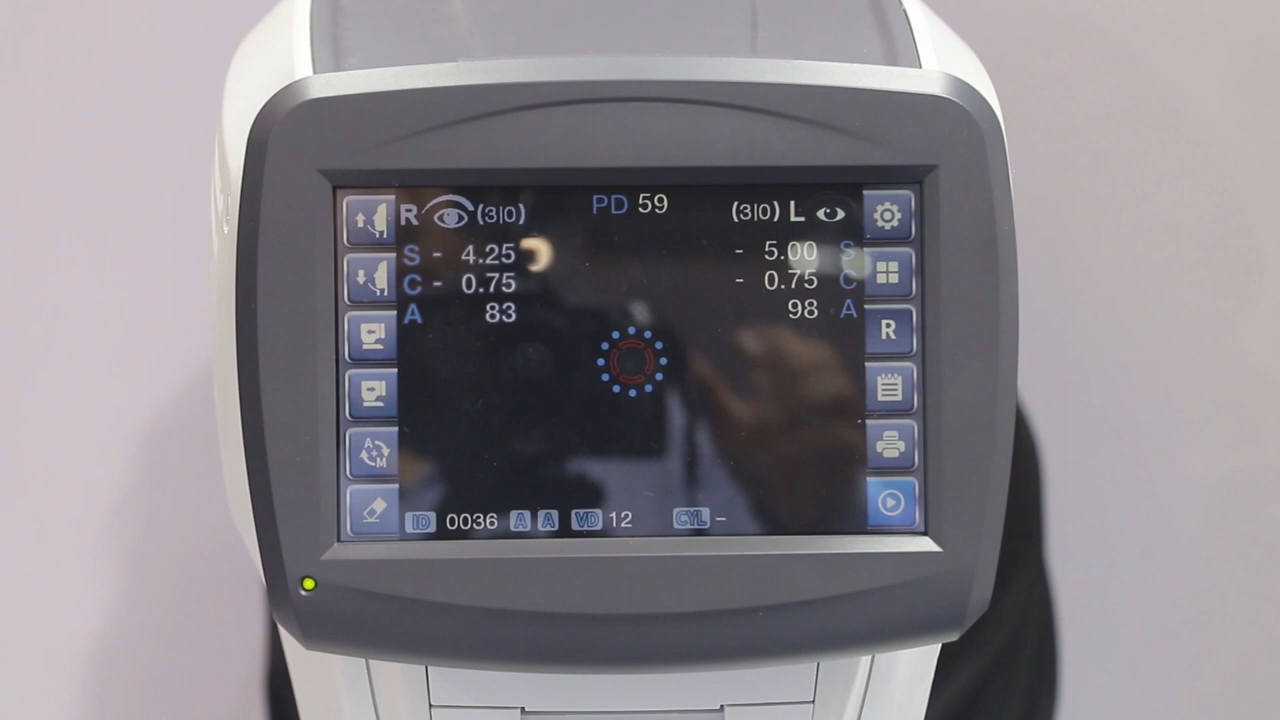 R (3|0) PD 59 (3|0) L
S - 4.25 - 5.00 S
C - 0.75 - 0.75 C
A 83 98 A
R
A M
ID 0036 A A VD 12 CYL -